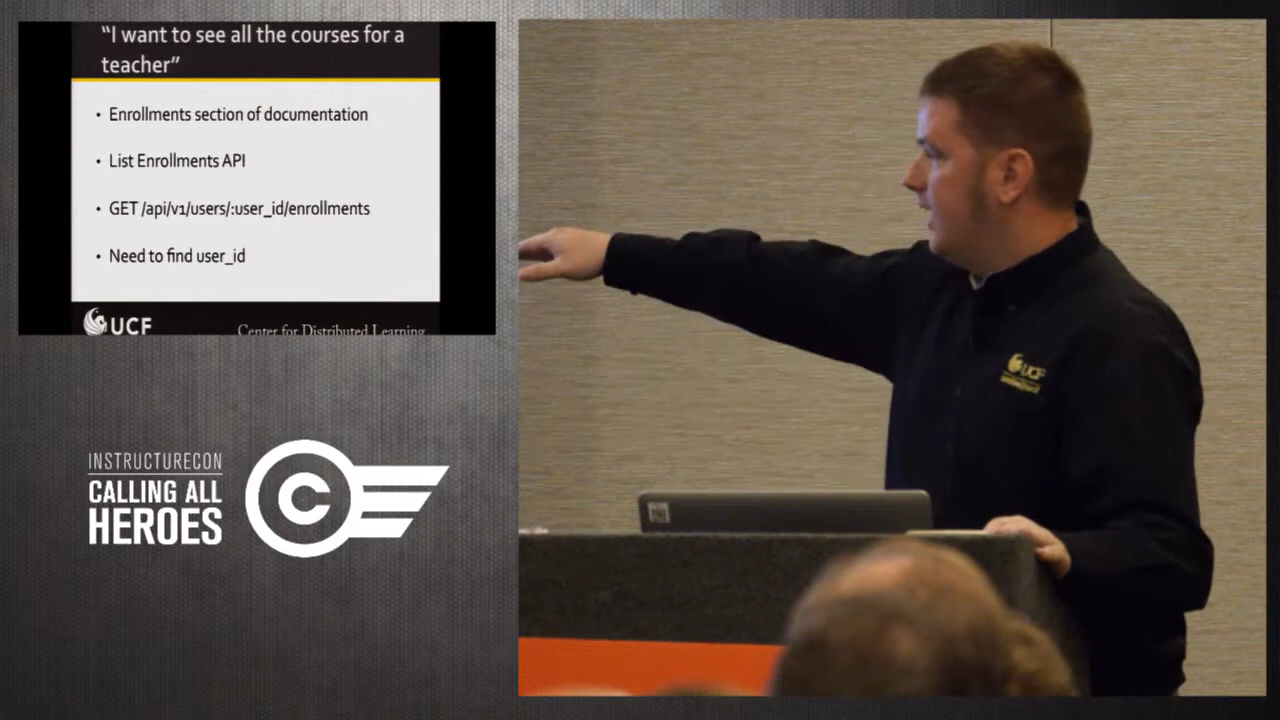 “I want to see all the courses for a
teacher”
• Enrollments section of documentation
• List Enrollments API
• GET /api/v1/users/:user_id/enrollments
• Need to find user_id
UCF
Center for Distributed Learning
INSTRUCTURECON
CALLING ALL
HEROES
C
UCF